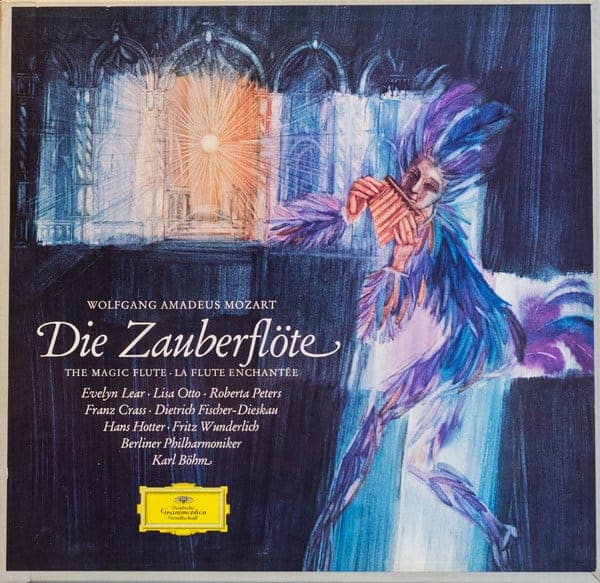 WOLFGANG AMADEUS MOZART
Die Zauberflöte
THE MAGIC FLUTE · LA FLUTE ENCHANTÉE
Evelyn Lear · Lisa Otto · Roberta Peters
Franz Crass · Dietrich Fischer-Dieskau
Hans Hotter · Fritz Wunderlich
Berliner Philharmoniker
Karl Böhm
Deutsche
Grammophon
Gesellschaft